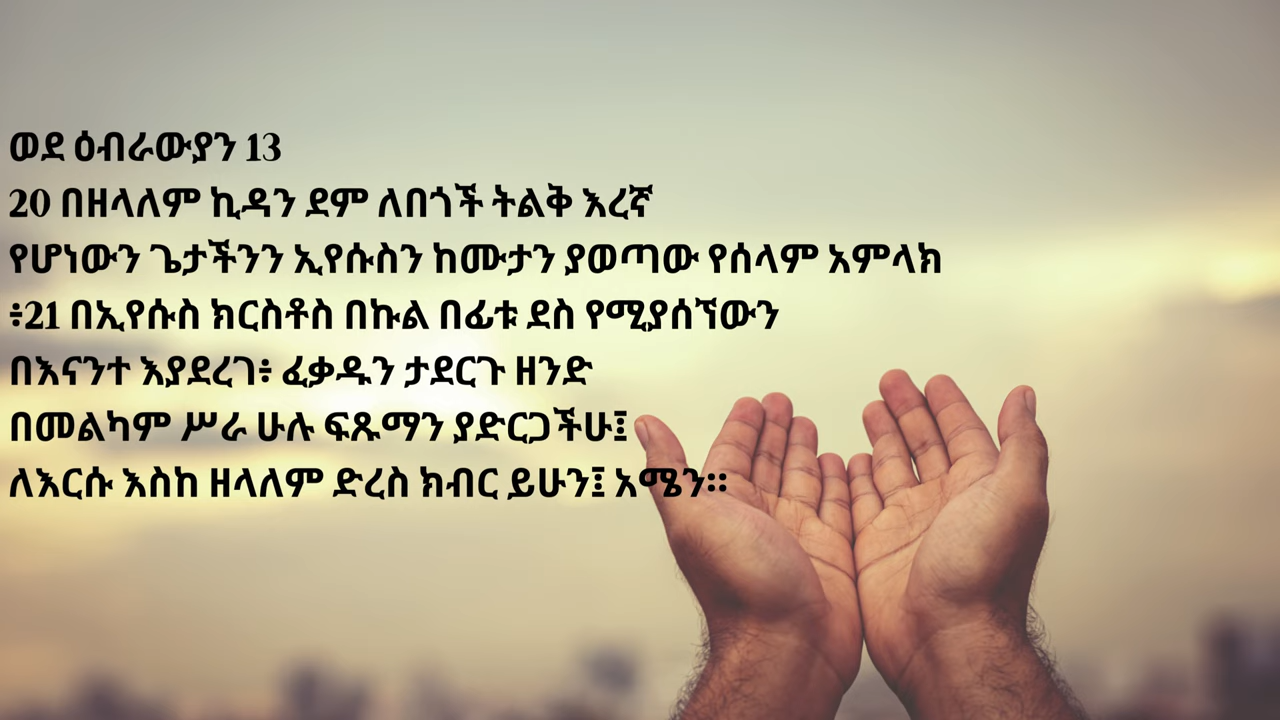 ወደ ዕብራውያን 13
20 በዘላለም ኪዳን ደም ለበጎች ትልቅ እረኛ
የሆነውን ጌታችንን ኢየሱስን ከሙታን ያወጣው የሰላም አምላክ
፥21 በኢየሱስ ክርስቶስ በኩል በፊቱ ደስ የሚያሰኘውን
በእናንተ እያደረገ፥ ፈቃዱን ታደርጉ ዘንድ
በመልካም ሥራ ሁሉ ፍጹማን ያድርጋችሁ፤
ለእርሱ እስከ ዘላለም ድረስ ክብር ይሁን፤ አሜን።